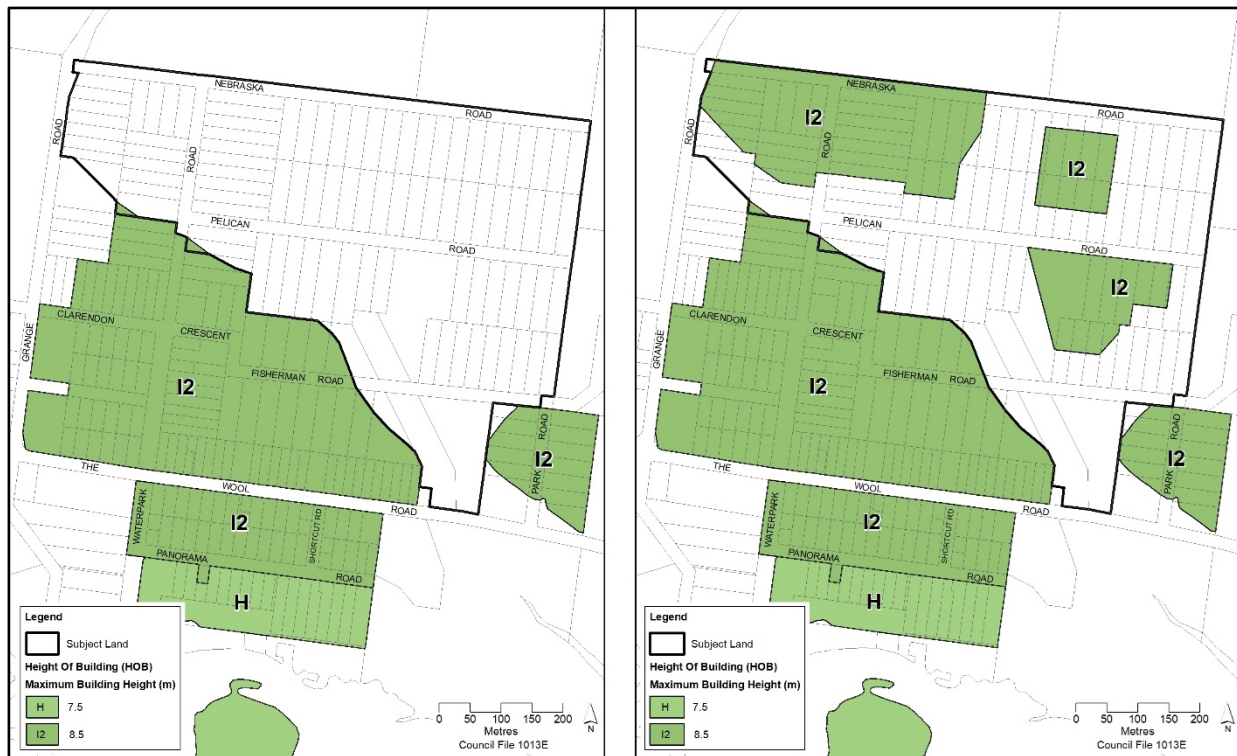 NEBRASKA
ROAD
ROAD
ROAD
PELICAN
ROAD
CLARENDON
CRESCENT
GRANGE
FISHERMAN ROAD
I2
ROAD
I2
PARK
THE
WOOL
ROAD
WATERPARK
I2
SHORTCUT RD
PANORAMA
ROAD
H
Legend
Subject Land
Height Of Building (HOB)
Maximum Building Height (m)
H 7.5
I2 8.5
0 50 100 150 200
Metres
N
Council File 1013E
NEBRASKA
ROAD
I2
ROAD
ROAD
I2
PELICAN
ROAD
I2
CLARENDON
CRESCENT
GRANGE
FISHERMAN ROAD
I2
ROAD
I2
PARK
THE
WOOL
ROAD
WATERPARK
I2
SHORTCUT RD
PANORAMA
ROAD
H
Legend
Subject Land
Height Of Building (HOB)
Maximum Building Height (m)
H 7.5
I2 8.5
0 50 100 150 200
Metres
N
Council File 1013E